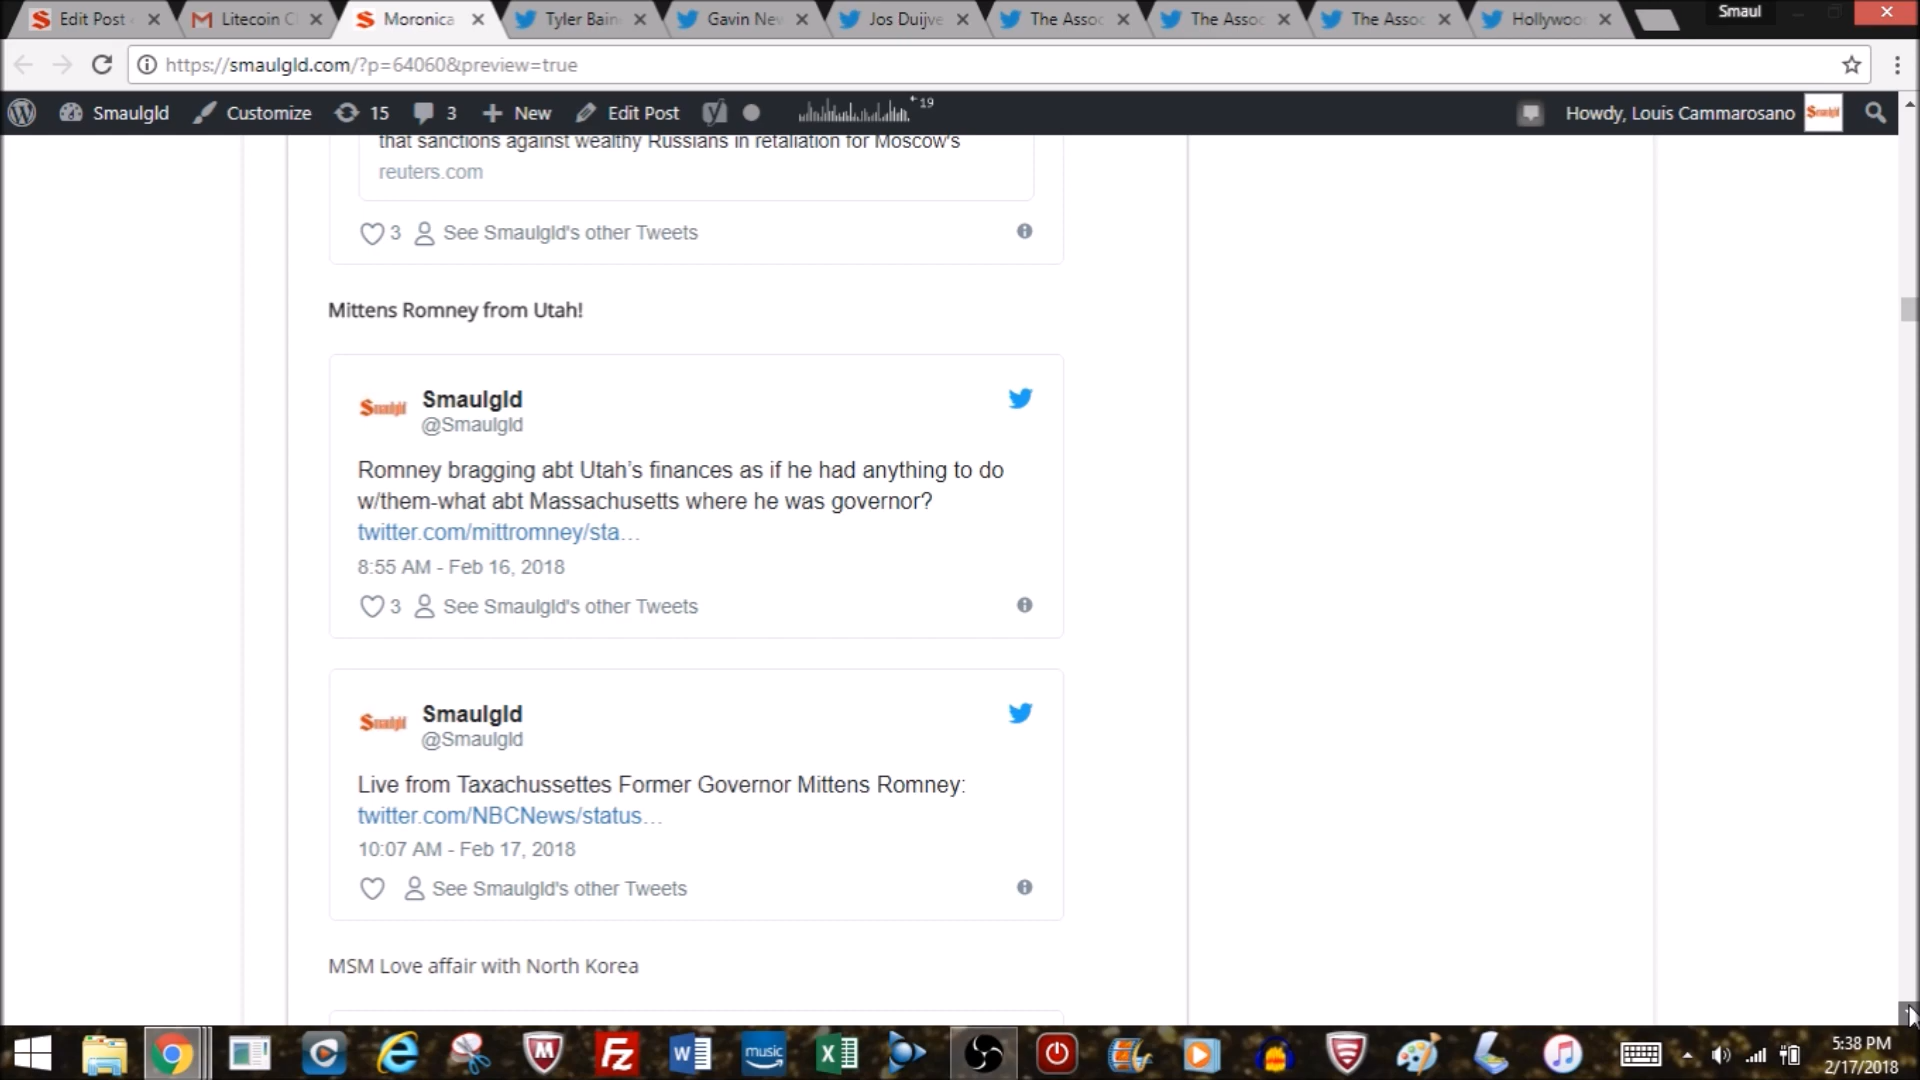 Edit Post
Litecoin C
Moronica
Tyler Bain
Gavin New
Jos Duijve
The Assoc
The Assoc
The Assoc
Hollywoo
Smaul
https://smaulgld.com/?p=64060&preview=true
Smaulgld
Customize
15
3
New
Edit Post
19
Howdy, Louis Cammarosano
that sanctions against wealthy Russians in retaliation for Moscow's
reuters.com
3 See Smaulgld's other Tweets
Mittens Romney from Utah!
Smaulgld
@Smaulgld
Romney bragging abt Utah's finances as if he had anything to do
w/them-what abt Massachusetts where he was governor?
twitter.com/mittromney/sta…
8:55 AM - Feb 16, 2018
3 See Smaulgld's other Tweets
Smaulgld
@Smaulgld
Live from Taxachussettes Former Governor Mittens Romney:
twitter.com/NBCNews/status…
10:07 AM - Feb 17, 2018
See Smaulgld's other Tweets
MSM Love affair with North Korea
music
5:38 PM
2/17/2018